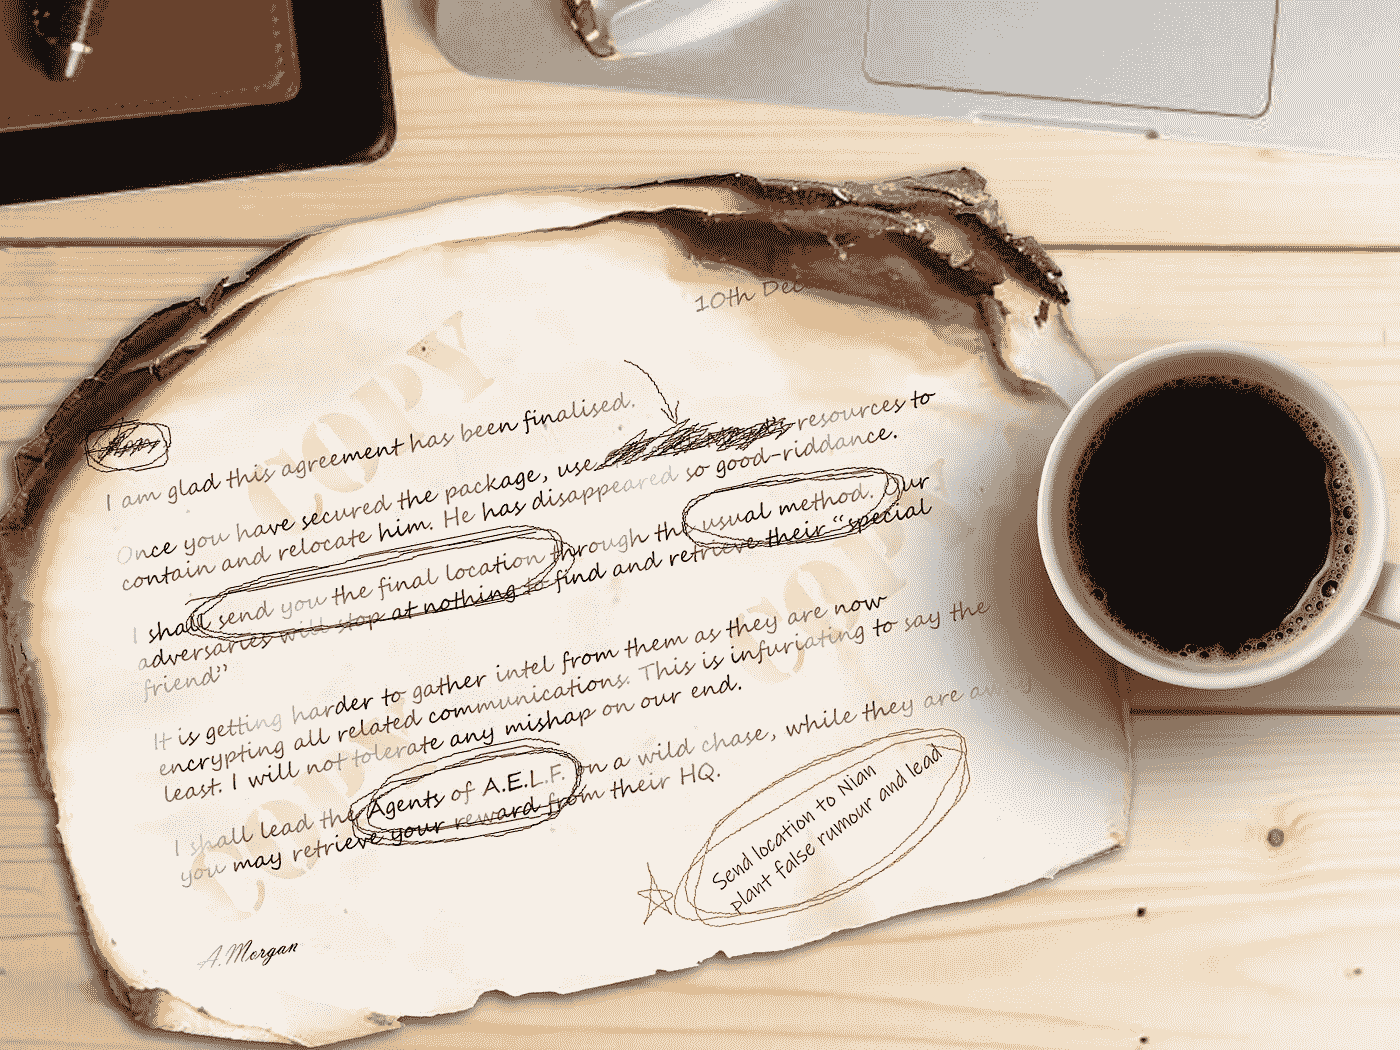 10th Dec
I am glad this agreement has been finalised.
Once you have secured the package, use resources to
contain and relocate him. He has disappeared so good-riddance.
I shall send you the final location through the usual method. Our
adversaries will stop at nothing to find and retrieve their "special
friend"
It is getting harder to gather intel from them as they are now
encrypting all related communications. This is infuriating to say the
least. I will not tolerate any mishap on our end.
I shall lead the Agents of A.E.L.F. on a wild chase, while they are away
you may retrieve your reward from their HQ.
Send location to Nian
plant false rumour and lead
A.Morgan
COPY
COPY
COPY